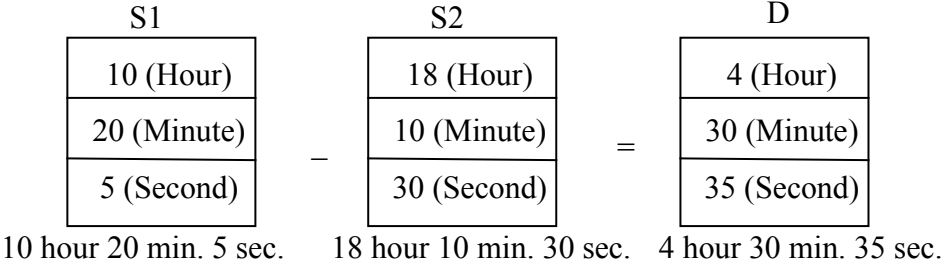 S1 S2 D
10 (Hour) 18 (Hour) 4 (Hour)
20 (Minute) 10 (Minute) 30 (Minute)
– =
5 (Second) 30 (Second) 35 (Second)
10 hour 20 min. 5 sec. 18 hour 10 min. 30 sec. 4 hour 30 min. 35 sec.